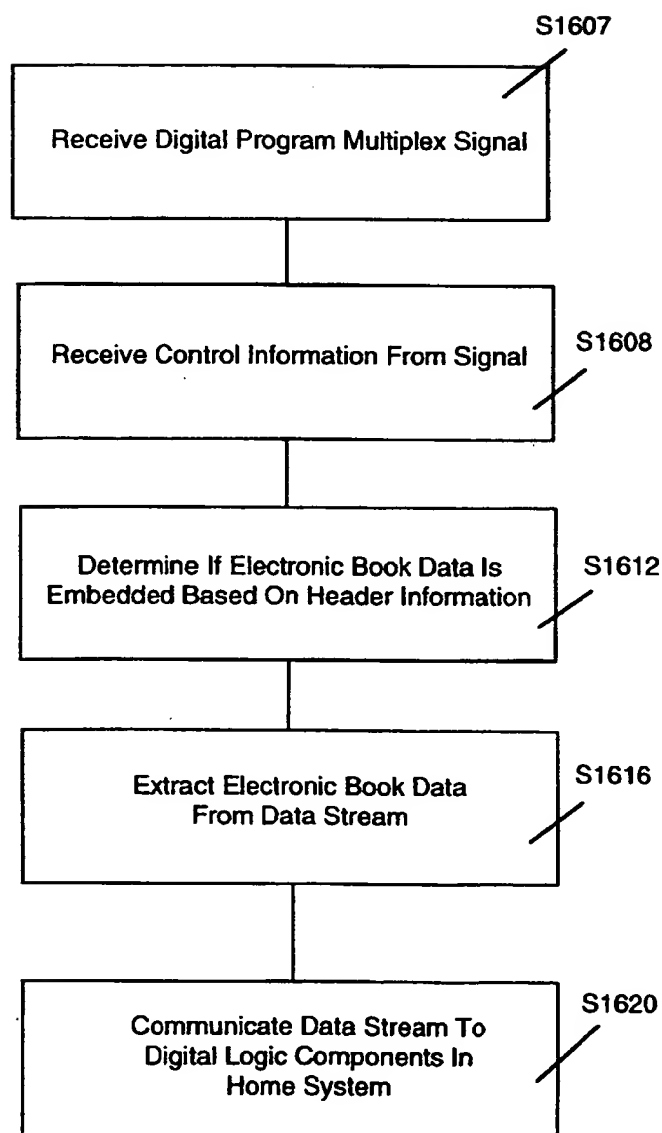 S1607
Receive Digital Program Multiplex Signal
Receive Control Information From Signal
S1608
Determine If Electronic Book Data Is
Embedded Based On Header Information
S1612
Extract Electronic Book Data
From Data Stream
S1616
Communicate Data Stream To
Digital Logic Components In
Home System
S1620